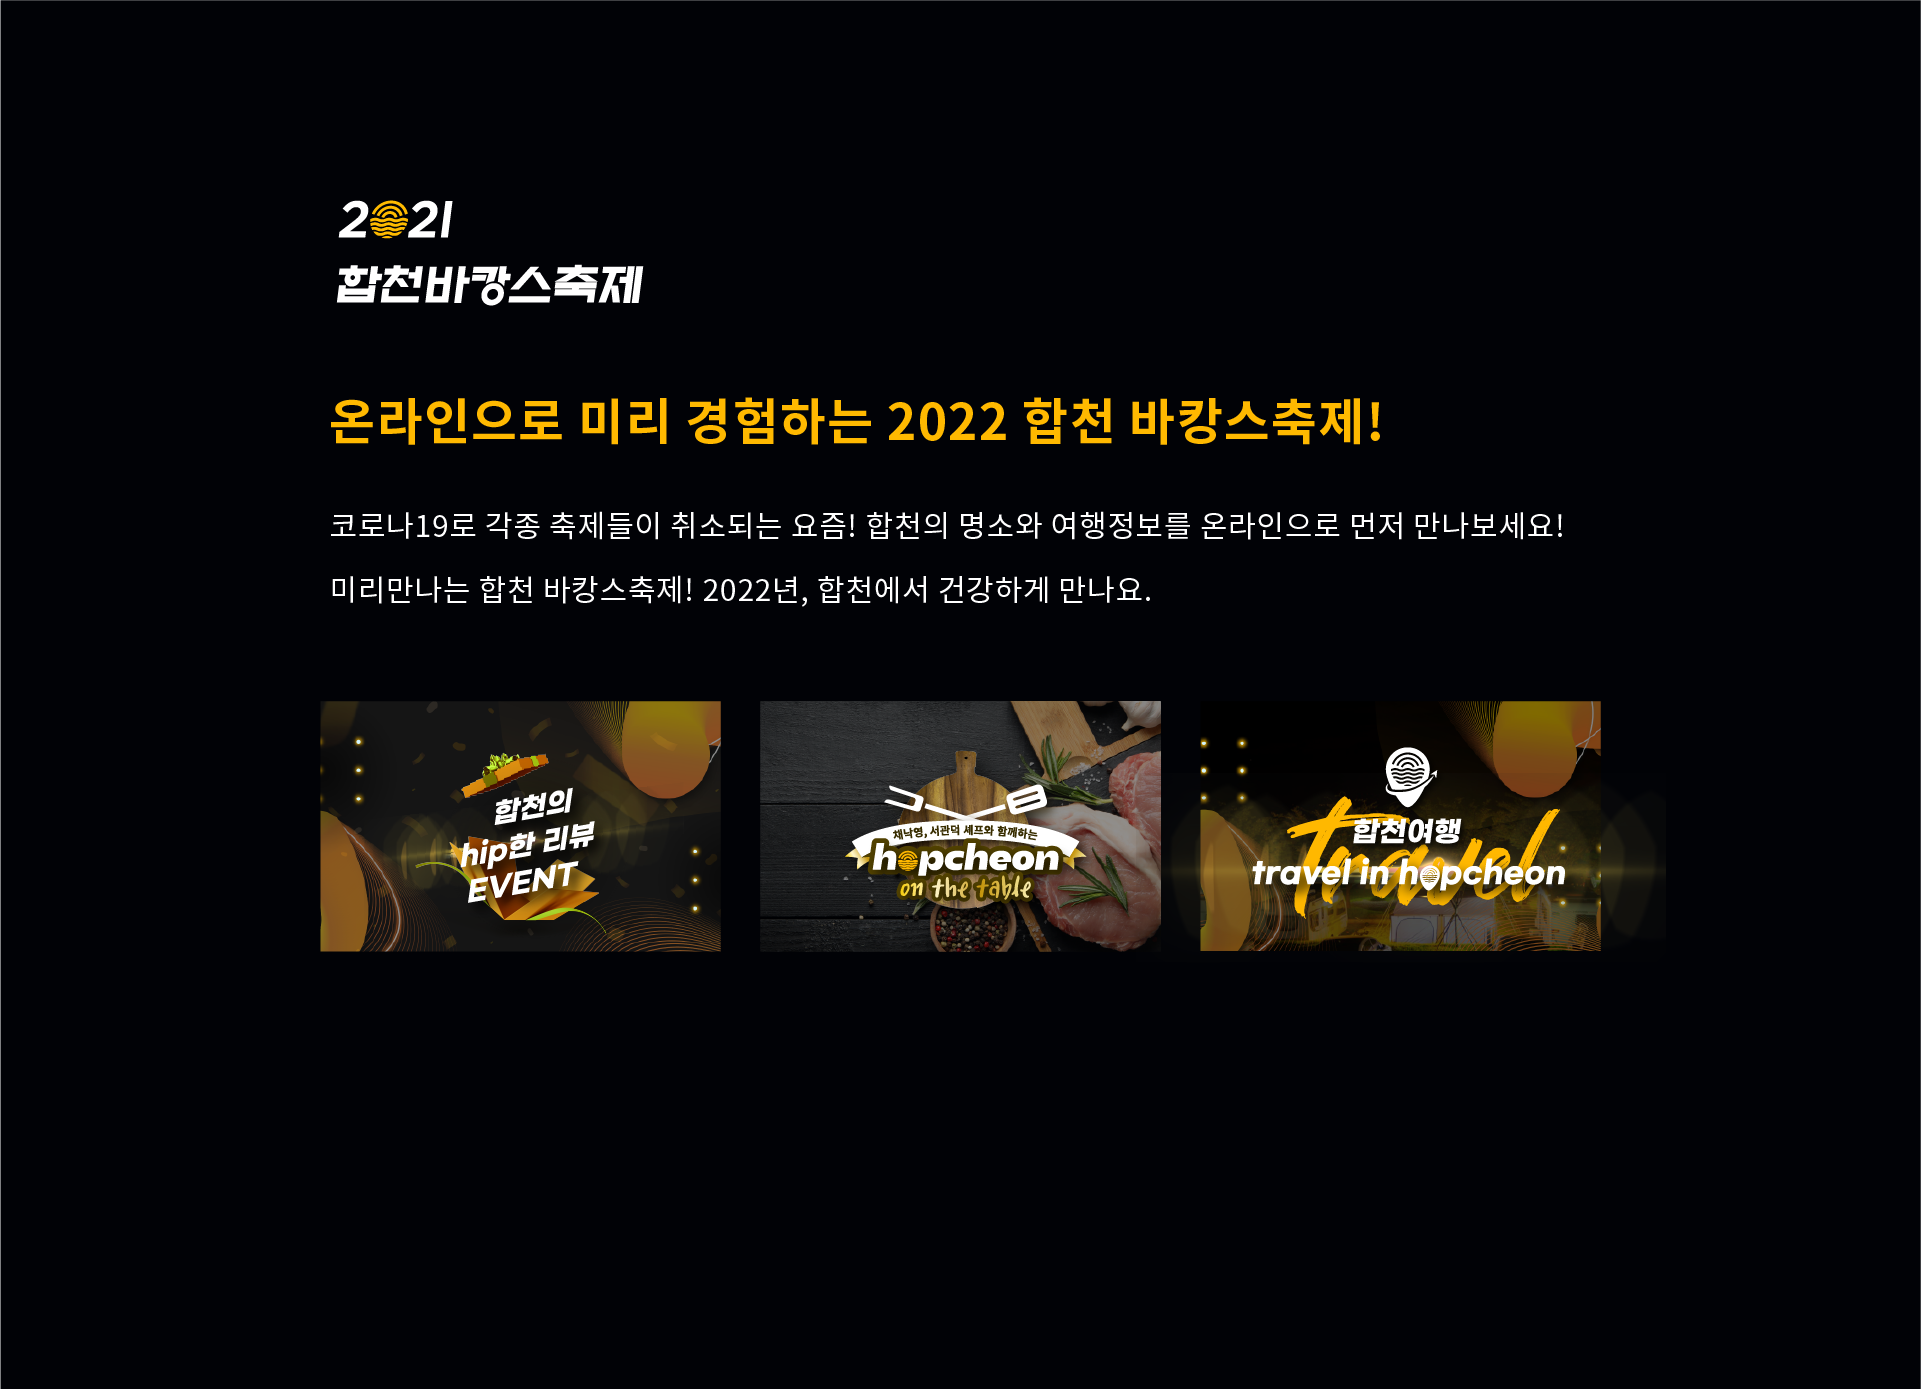 2021
합천바캉스축제
온라인으로 미리 경험하는 2022 합천 바캉스축제!
코로나19로 각종 축제들이 취소되는 요즘! 합천의 명소와 여행정보를 온라인으로 먼저 만나보세요!
미리만나는 합천 바캉스축제! 2022년, 합천에서 건강하게 만나요.
합천의
hip한 리뷰
EVENT
채낙영, 서관덕 셰프와 함께하는
hopcheon
on the table
travel
합천여행
travel in hopcheon